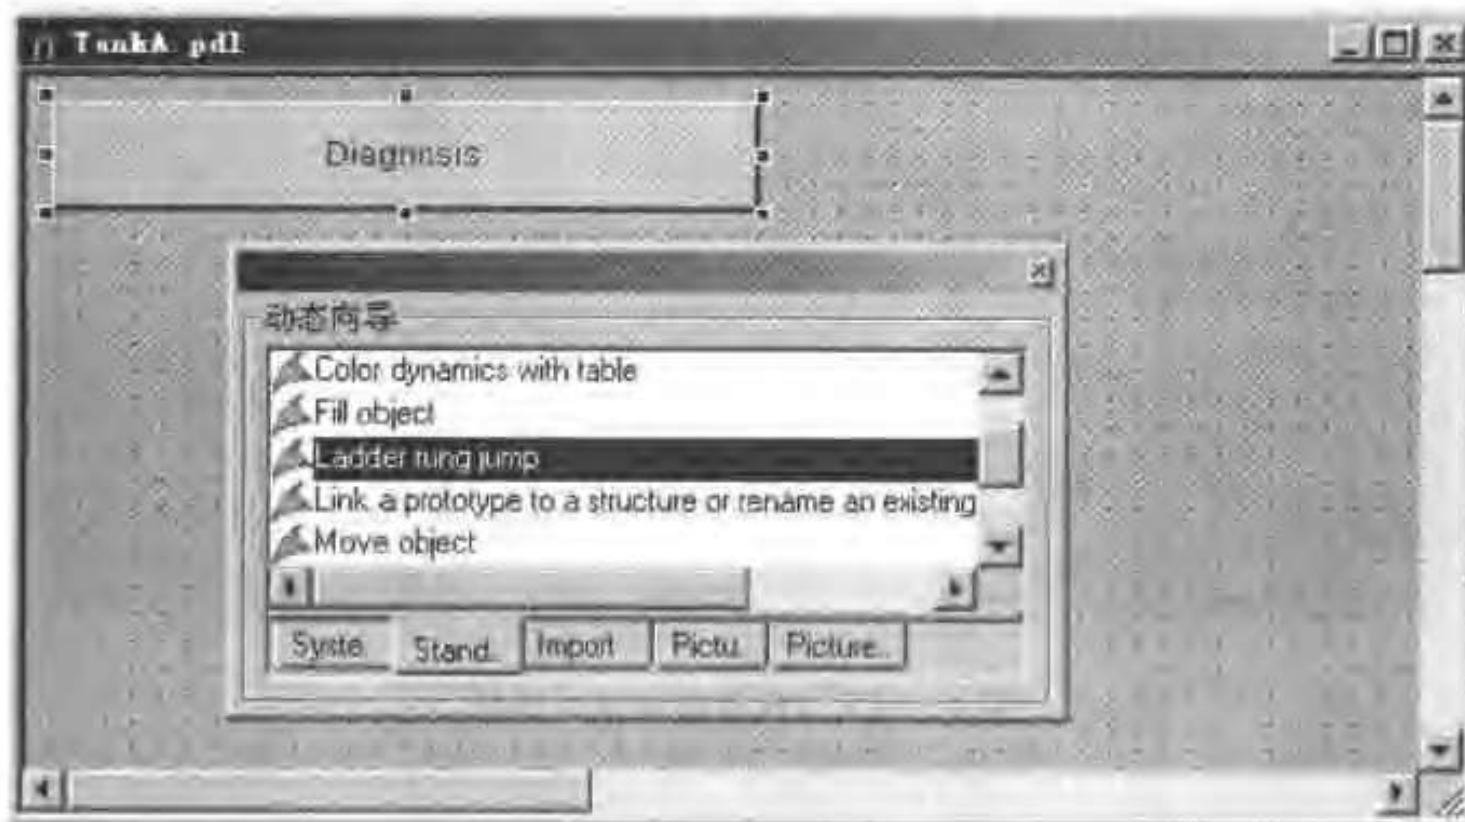 TankA pdl
Diagnosis
动态向导
Color dynamics with table
Fill object
Ladder rung jump
Link a prototype to a structure or rename an existing
Move object
Syste. Stand.. Import Pictu. Picture..